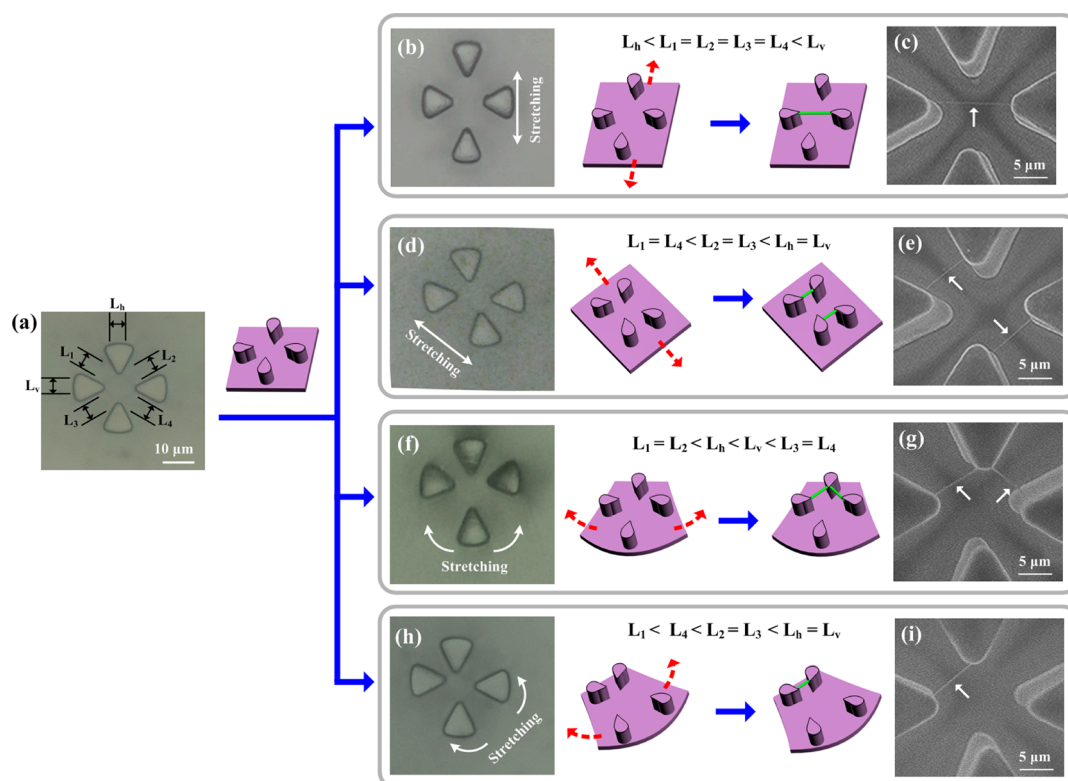 (a)
Lₕ
L₁
L₂
Lᵥ
L₃
L₄
10 μm
(b)
Stretching
Lₕ < L₁ = L₂ = L₃ = L₄ < Lᵥ
(c)
5 μm
(d)
Stretching
L₁ = L₄ < L₂ = L₃ < Lₕ = Lᵥ
(e)
5 μm
(f)
Stretching
L₁ = L₂ < Lₕ < Lᵥ < L₃ = L₄
(g)
5 μm
(h)
Stretching
L₁ < L₄ < L₂ = L₃ < Lₕ = Lᵥ
(i)
5 μm